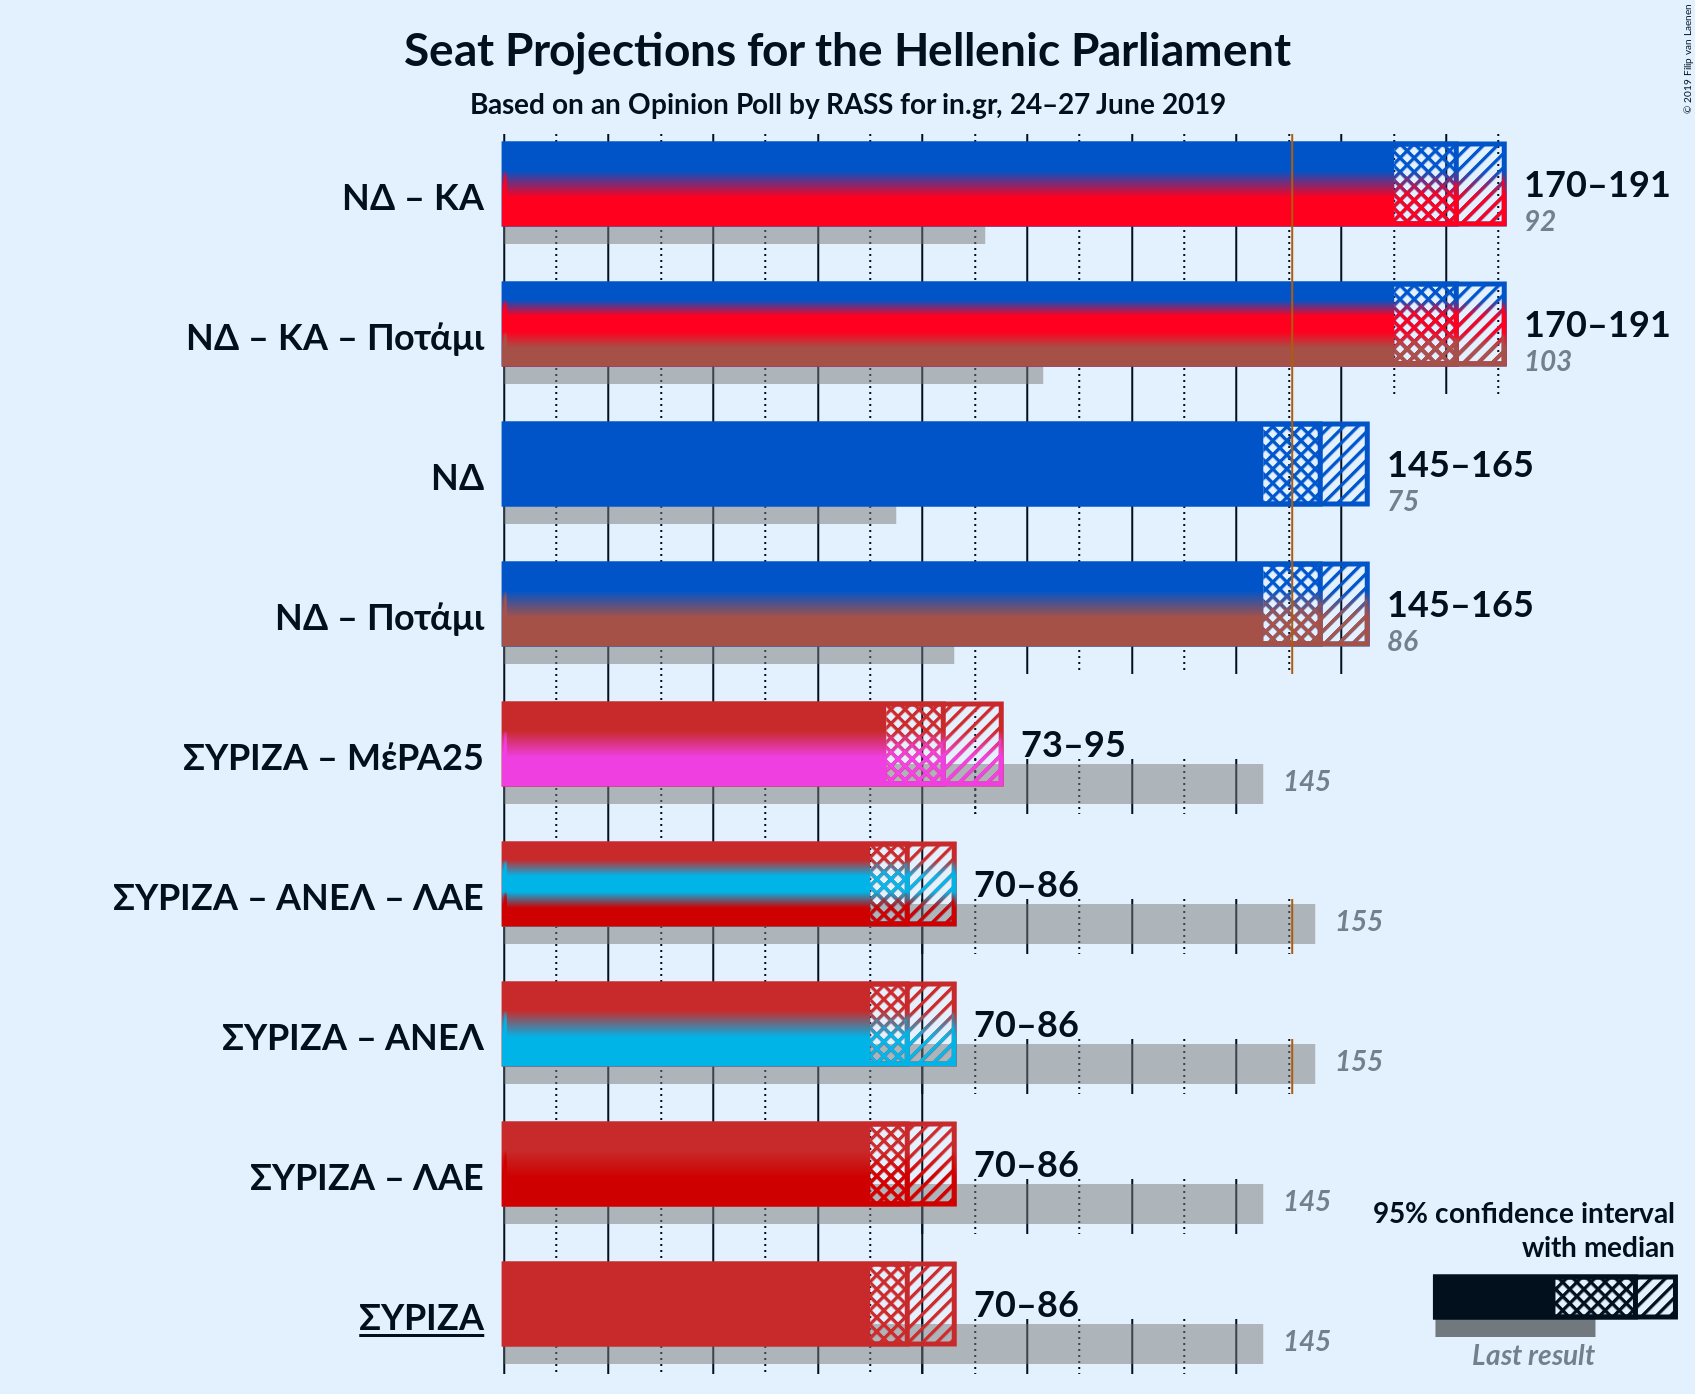 Seat Projections for the Hellenic Parliament
Based on an Opinion Poll by RASS for in.gr, 24–27 June 2019
© 2019 Filip van Laenen
ΝΔ – ΚΑ
170–191
92
ΝΔ – ΚΑ – Ποτάμι
170–191
103
ΝΔ
145–165
75
ΝΔ – Ποτάμι
145–165
86
ΣΥΡΙΖΑ – ΜέΡΑ25
73–95
145
ΣΥΡΙΖΑ – ΑΝΕΛ – ΛΑΕ
70–86
155
ΣΥΡΙΖΑ – ΑΝΕΛ
70–86
155
ΣΥΡΙΖΑ – ΛΑΕ
70–86
145
ΣΥΡΙΖΑ
70–86
145
95% confidence interval
with median
Last result